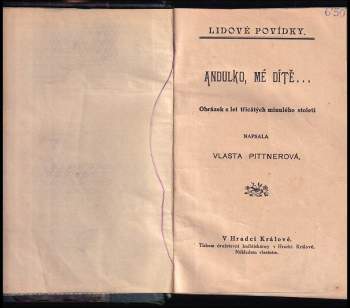 650
LIDOVÉ POVÍDKY.
ANDULKO, MÉ DÍTĚ...
Obrázek z let třicátých minulého století
NAPSALA
VLASTA PITTNEROVÁ.
V Hradci Králové.
Tiskem družstevní knihtiskárny v Hradci Králové.
Nákladem vlastním.